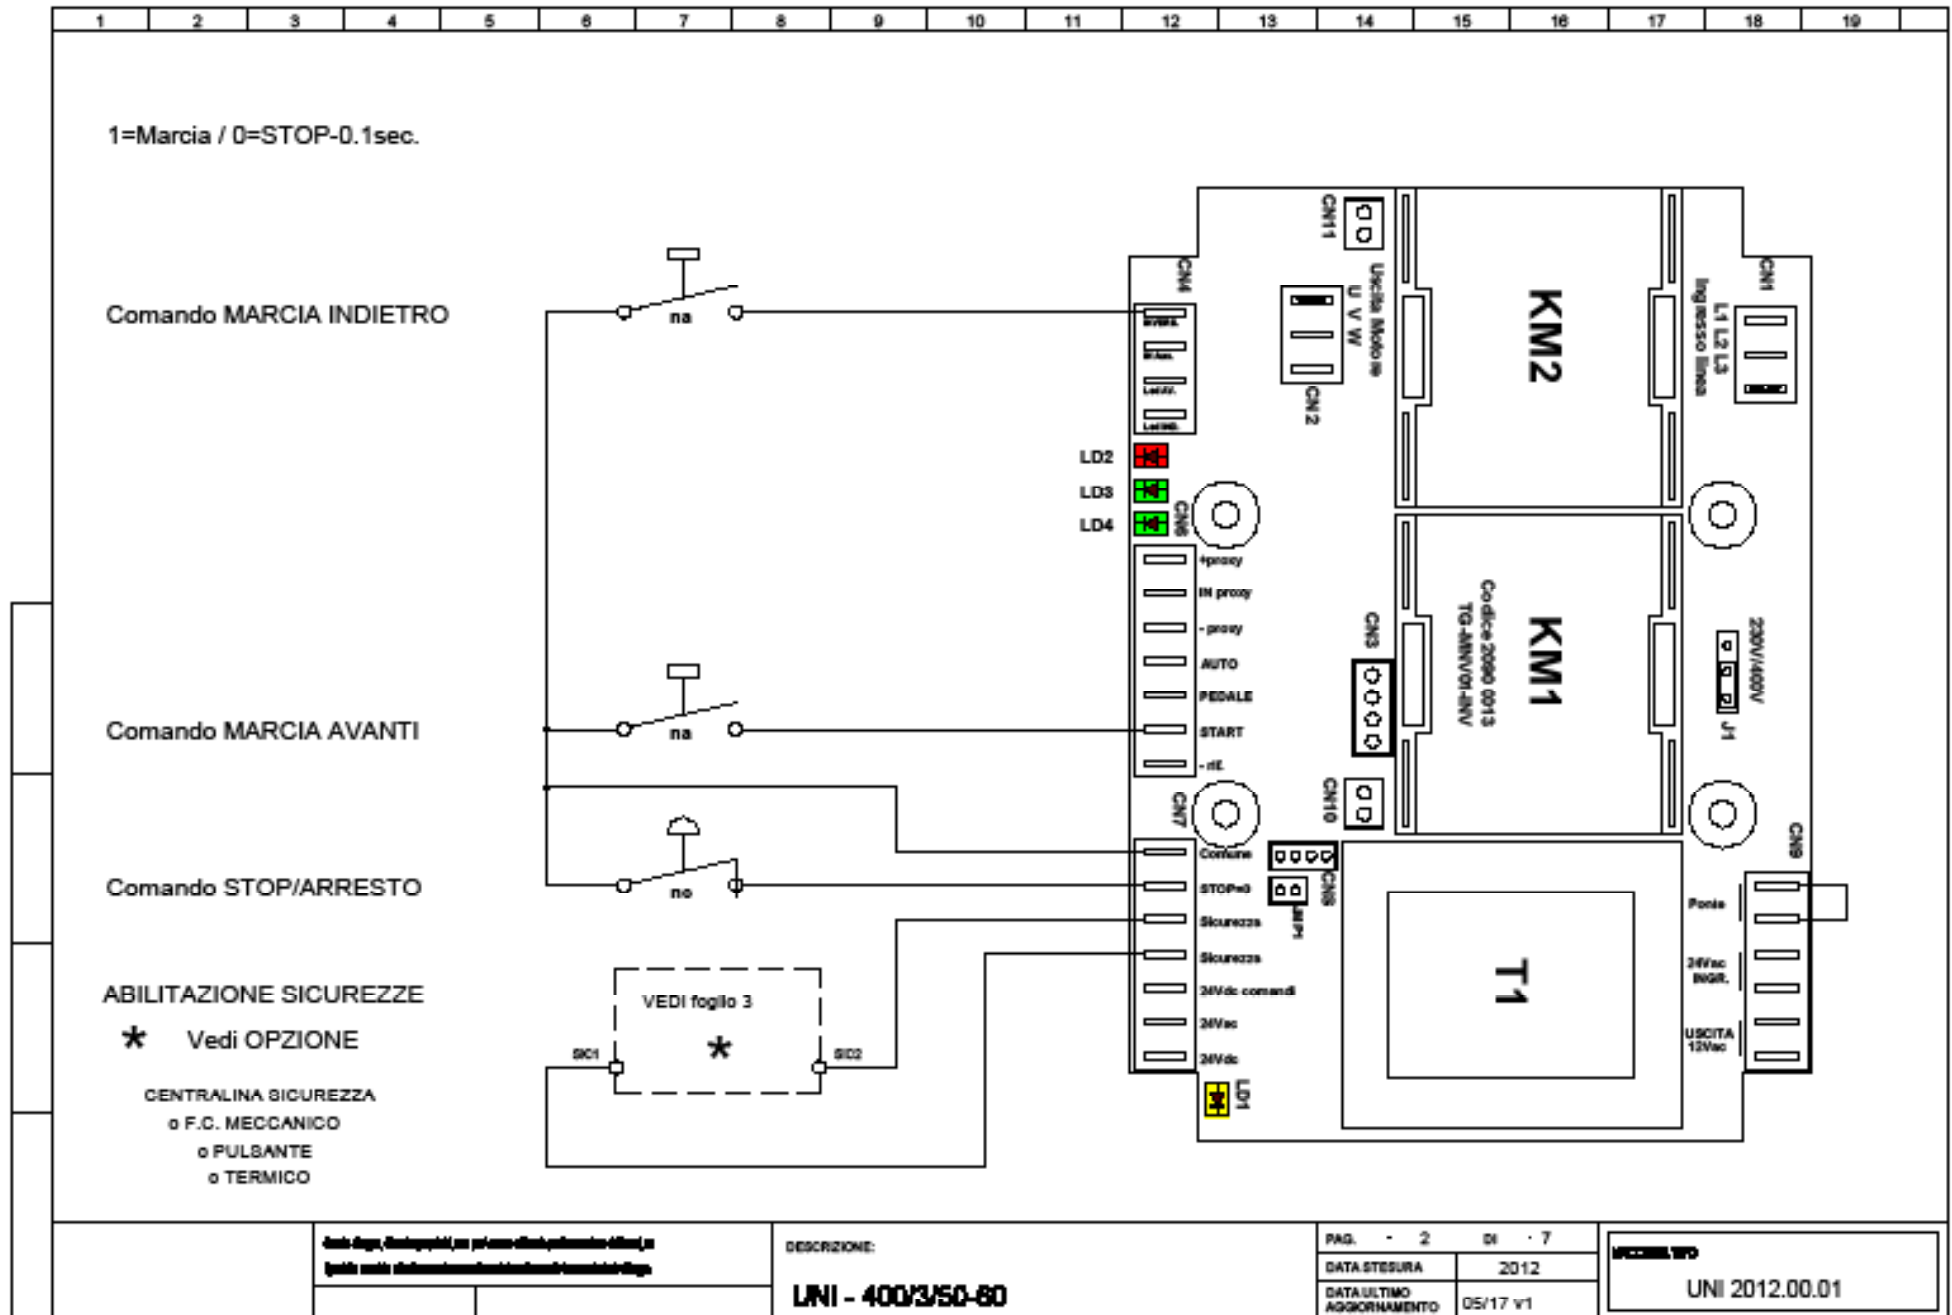 1 2 3 4 5 6 7 8 9 10 11 12 13 14 15 16 17 18 19
1=Marcia / 0=STOP-0.1sec.
Comando MARCIA INDIETRO
na
Comando MARCIA AVANTI
na
Comando STOP/ARRESTO
no
ABILITAZIONE SICUREZZE
* Vedi OPZIONE
CENTRALINA SICUREZZA
o F.C. MECCANICO
o PULSANTE
o TERMICO
VEDI foglio 3
*
SIC1
SIC2
CN4
LD2
LD3
LD4
CN6
+proxy
IN proxy
- proxy
AUTO
PEDALE
START
- rif.
CN7
Comune
STOP=0
Sicurezza
Sicurezza
24Vdc comandi
24Vac
24Vdc
LD1
CN11
Uscita Motore
U V W
CN2
KM2
CN1
L1 L2 L3
Ingresso linea
CN3
Codice 2090 0013
TG-MINV/01-INV
KM1
230V/400V
J1
CN10
CN8
JMP1
T1
CN9
Ponte
24Vac
INGR.
USCITA
12Vac
DESCRIZIONE:
UNI - 400/3/50-60
PAG. - 2 DI - 7
DATA STESURA 2012
DATA ULTIMO
AGGIORNAMENTO 05/17 v1
UNI 2012.00.01